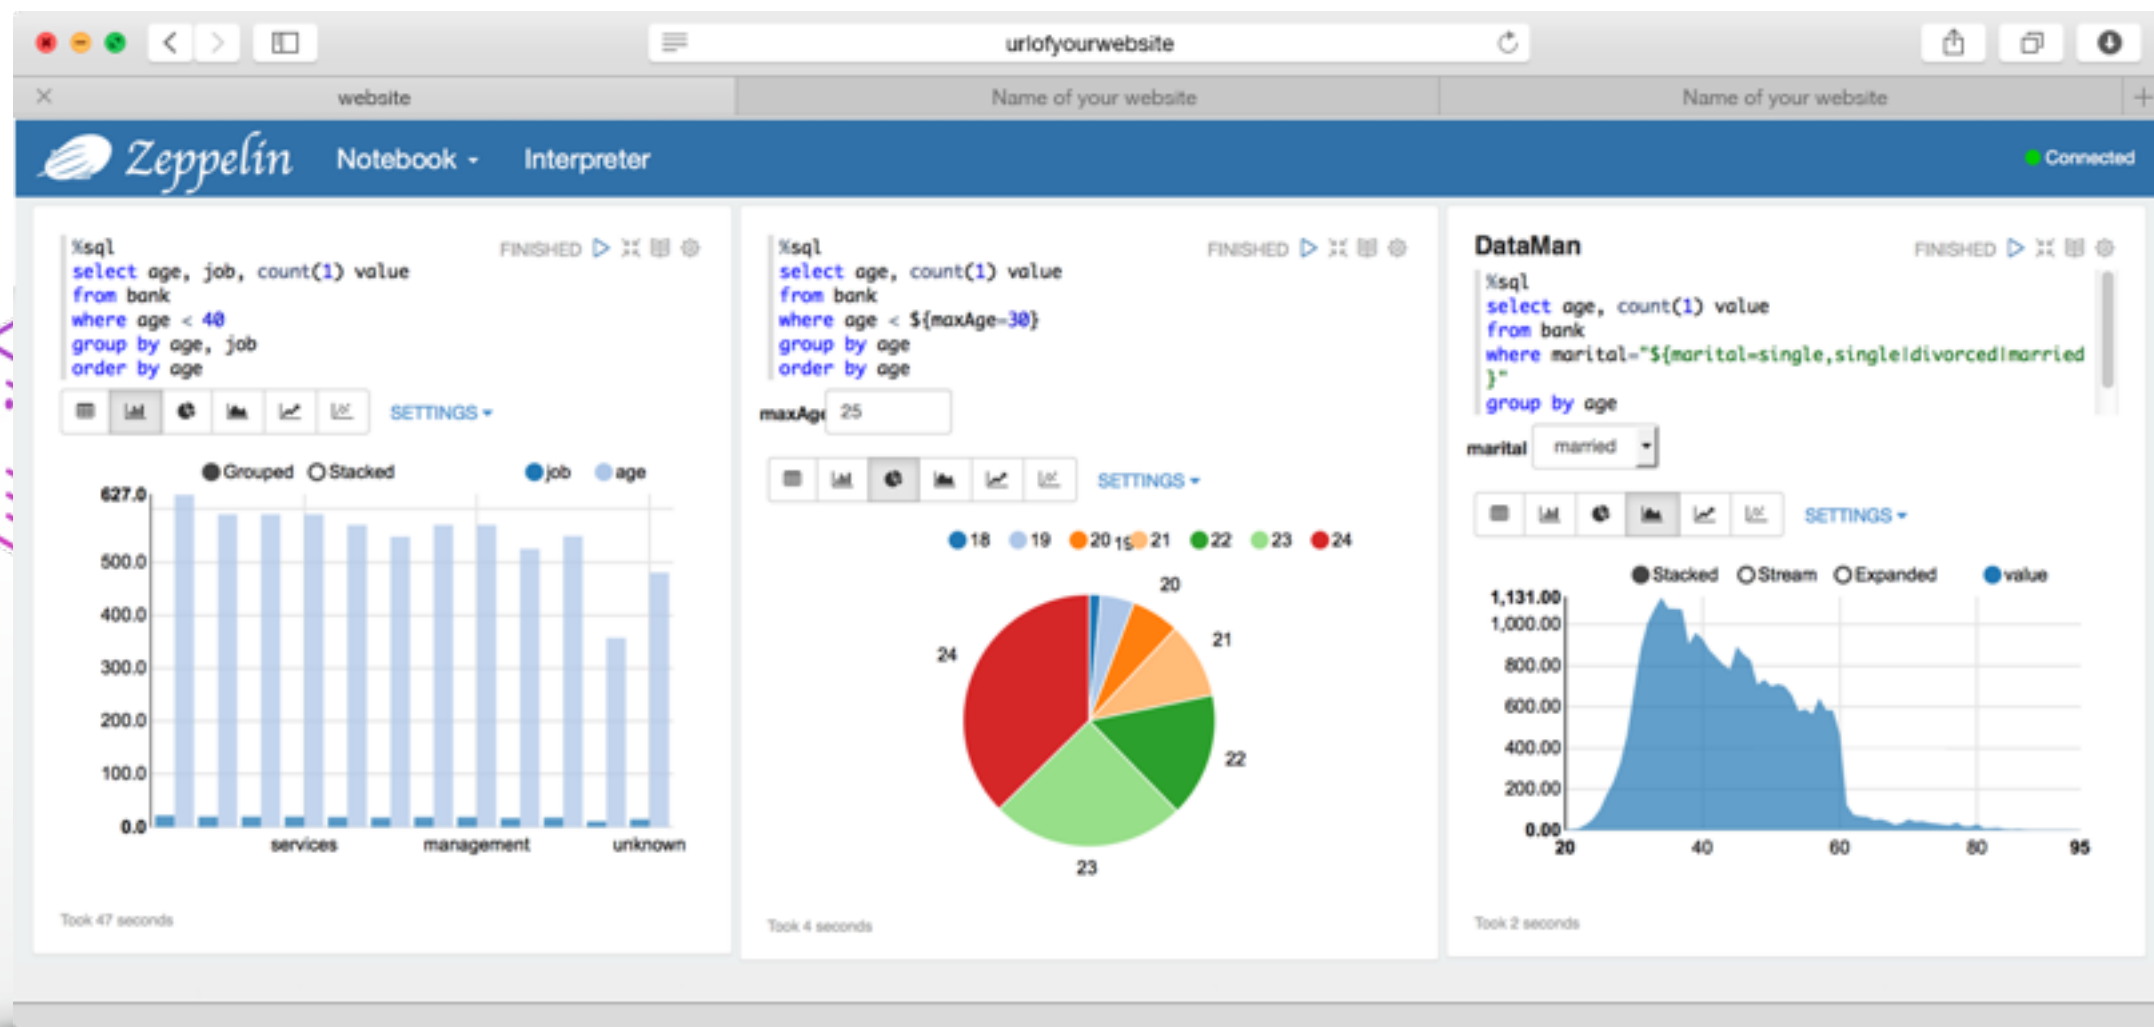 urlofyourwebsite
website
Name of your website
Name of your website
Zeppelin Notebook Interpreter Connected
%sql
select age, job, count(1) value
from bank
where age < 40
group by age, job
order by age
FINISHED
SETTINGS
Grouped Stacked job age
627.0
500.0
400.0
300.0
200.0
100.0
0.0
services management unknown
Took 47 seconds
%sql
select age, count(1) value
from bank
where age < ${maxAge=30}
group by age
order by age
FINISHED
maxAge 25
SETTINGS
18 19 20 19 21 22 23 24
20
21
24
22
23
Took 4 seconds
DataMan
FINISHED
%sql
select age, count(1) value
from bank
where marital="${marital=single,single|divorced|married
}"
group by age
marital married
SETTINGS
Stacked Stream Expanded value
1,131.00
1,000.00
800.00
600.00
400.00
200.00
0.00
20 40 60 80 95
Took 2 seconds